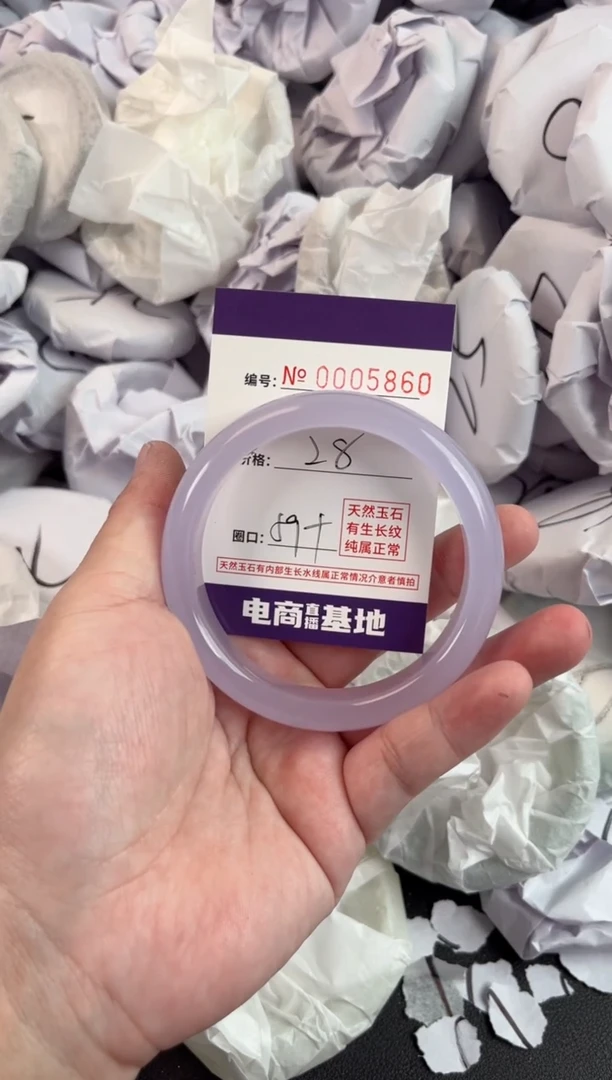 编号: № 0005860
价格: 28
圈口: 59+
天然玉石
有生长纹
纯属正常
天然玉石有内部生长水线属正常情况介意者慎拍
电商直播基地